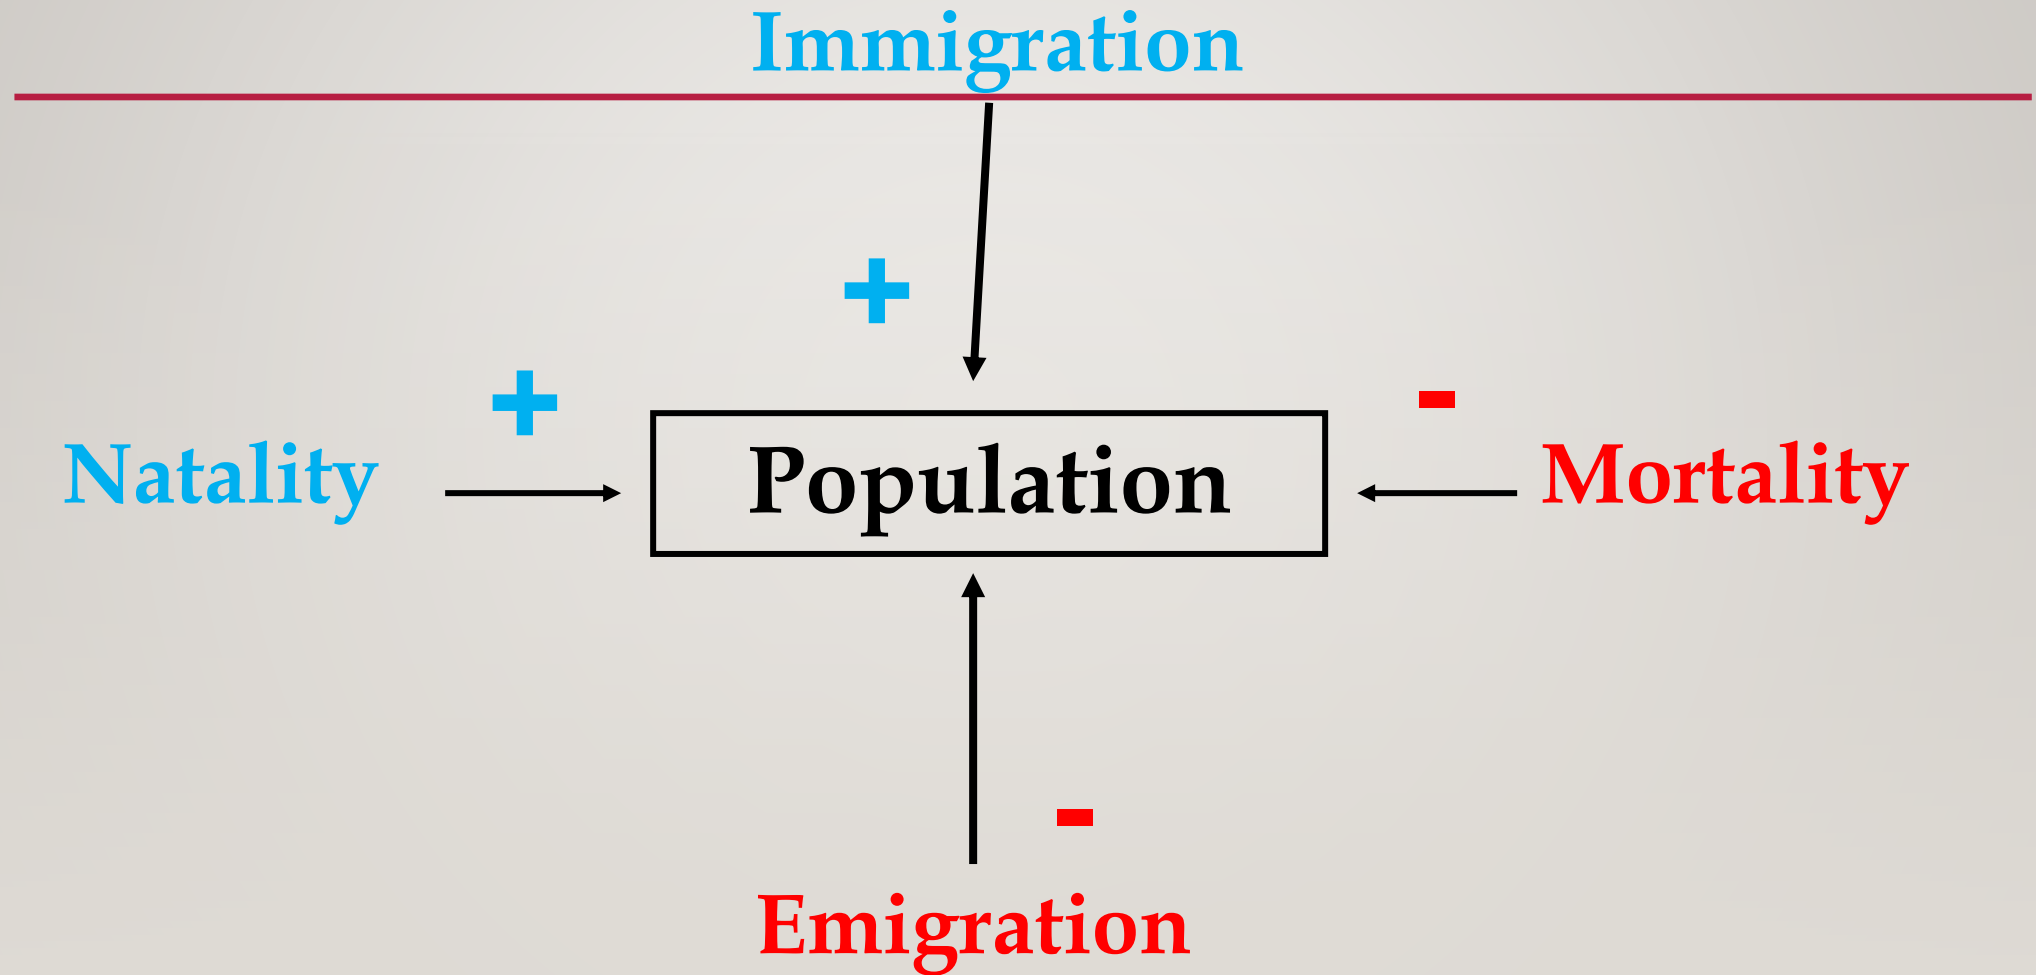 Immigration
+
+
-
Natality
Population
Mortality
-
Emigration